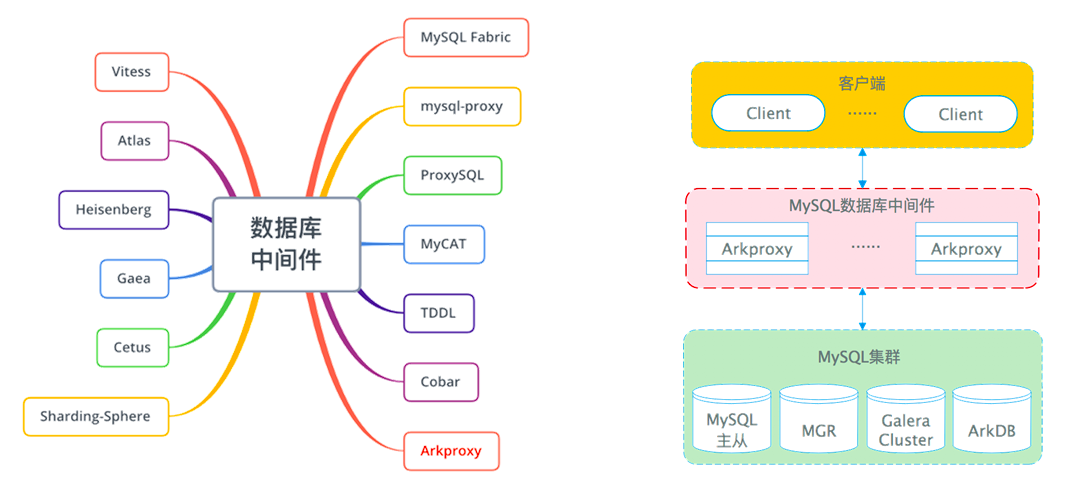 数据库
中间件
MySQL Fabric
mysql-proxy
ProxySQL
MyCAT
TDDL
Cobar
Arkproxy
Vitess
Atlas
Heisenberg
Gaea
Cetus
Sharding-Sphere
客户端
Client ...... Client
MySQL数据库中间件
Arkproxy ...... Arkproxy
MySQL集群
MySQL
主从
MGR
Galera
Cluster
ArkDB